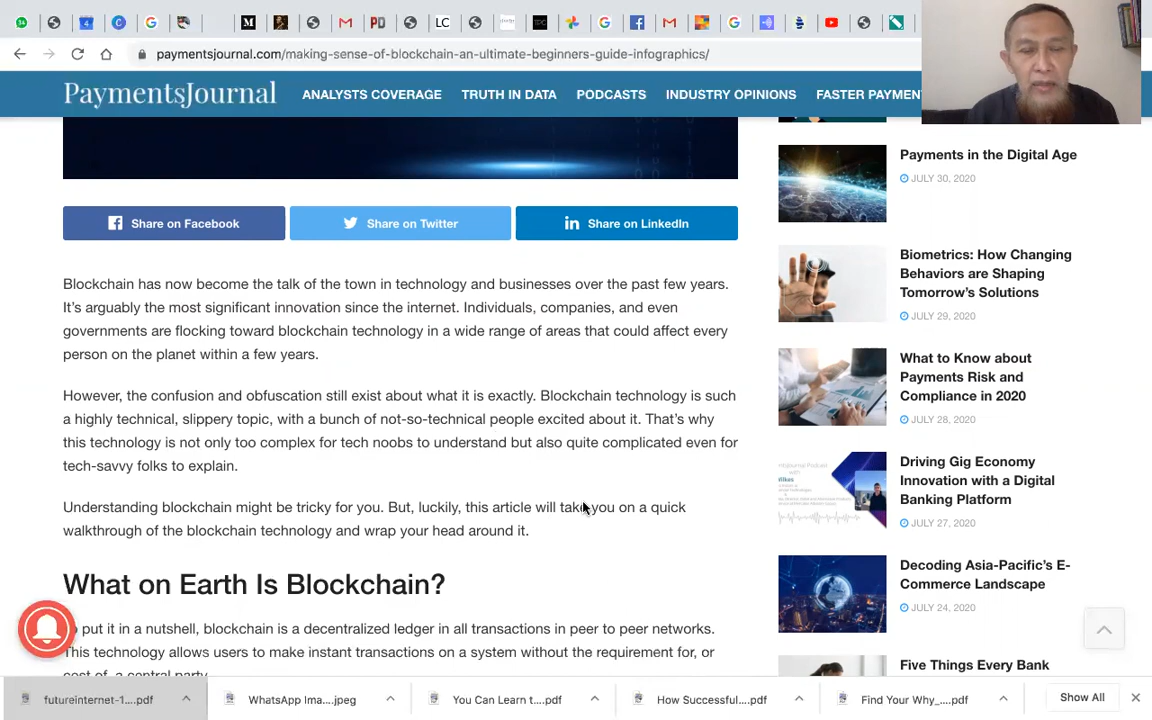 paymentsjournal.com/making-sense-of-blockchain-an-ultimate-beginners-guide-infographics/
PaymentsJournal
ANALYSTS COVERAGE
TRUTH IN DATA
PODCASTS
INDUSTRY OPINIONS
FASTER PAYMEN
Share on Facebook
Share on Twitter
Share on LinkedIn
Blockchain has now become the talk of the town in technology and businesses over the past few years.
It's arguably the most significant innovation since the internet. Individuals, companies, and even
governments are flocking toward blockchain technology in a wide range of areas that could affect every
person on the planet within a few years.
However, the confusion and obfuscation still exist about what it is exactly. Blockchain technology is such
a highly technical, slippery topic, with a bunch of not-so-technical people excited about it. That's why
this technology is not only too complex for tech noobs to understand but also quite complicated even for
tech-savvy folks to explain.
Understanding blockchain might be tricky for you. But, luckily, this article will take you on a quick
walkthrough of the blockchain technology and wrap your head around it.
What on Earth Is Blockchain?
put it in a nutshell, blockchain is a decentralized ledger in all transactions in peer to peer networks.
This technology allows users to make instant transactions on a system without the requirement for, or
cost of, a central party.
Payments in the Digital Age
JULY 30, 2020
Biometrics: How Changing
Behaviors are Shaping
Tomorrow's Solutions
JULY 29, 2020
What to Know about
Payments Risk and
Compliance in 2020
JULY 28, 2020
Driving Gig Economy
Innovation with a Digital
Banking Platform
JULY 27, 2020
Decoding Asia-Pacific's E-
Commerce Landscape
JULY 24, 2020
Five Things Every Bank
futureinternet-1....pdf
WhatsApp Ima....jpeg
You Can Learn t....pdf
How Successful....pdf
Find Your Why_....pdf
Show All